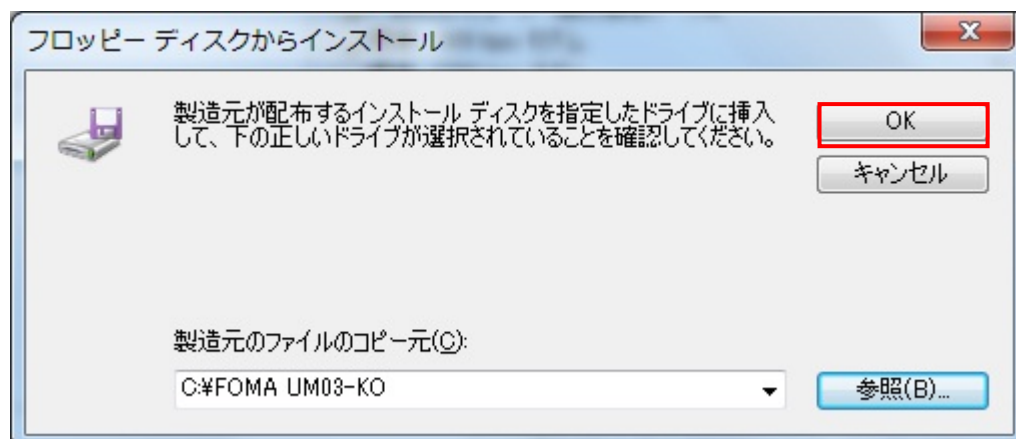 フロッピー ディスクからインストール
製造元が配布するインストール ディスクを指定したドライブに挿入
して、下の正しいドライブが選択されていることを確認してください。
OK
キャンセル
製造元のファイルのコピー元(C):
C:¥FOMA UM03-KO
参照(B)...